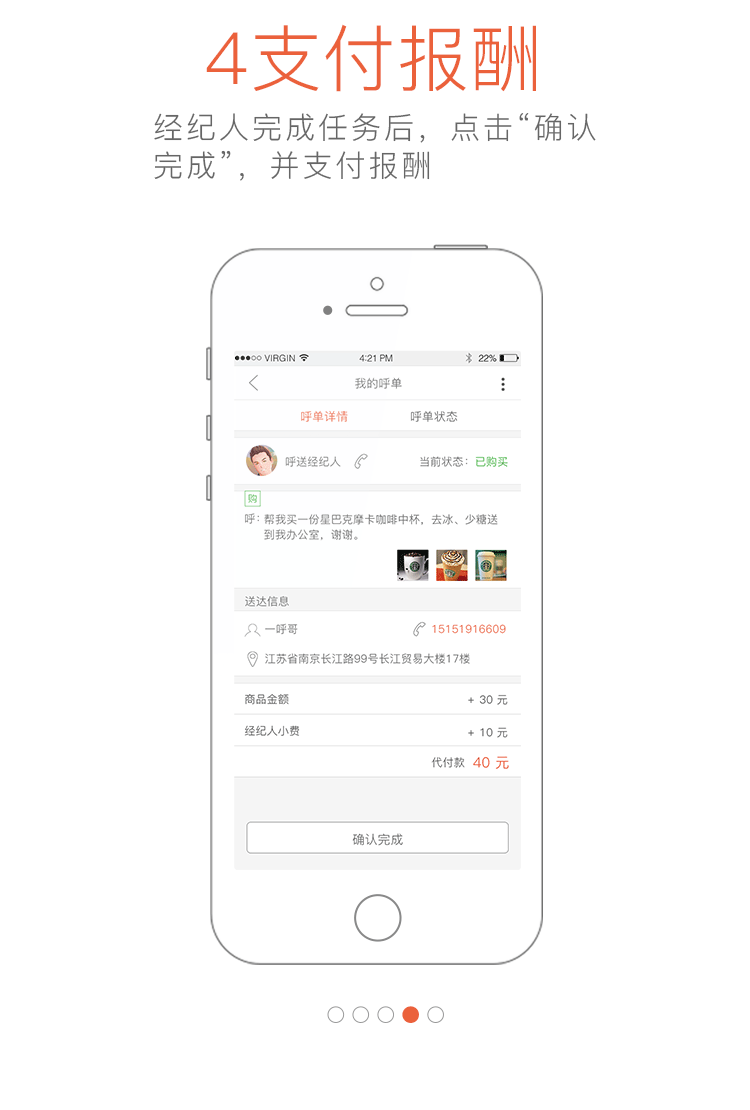 4支付报酬
经纪人完成任务后，点击“确认
完成”，并支付报酬
VIRGIN 4:21 PM 22%
我的呼单
呼单详情 呼单状态
呼送经纪人 当前状态：已购买
购
呼：帮我买一份星巴克摩卡咖啡中杯，去冰、少糖送
到我办公室，谢谢。
送达信息
一呼哥 15151916609
江苏省南京长江路99号长江贸易大楼17楼
商品金额 + 30 元
经纪人小费 + 10 元
代付款 40 元
确认完成